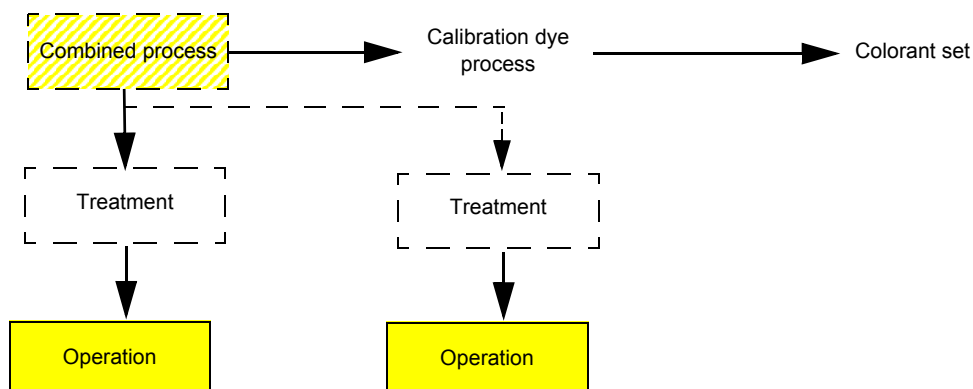 Combined process
Calibration dye
process
Colorant set
Treatment
Treatment
Operation
Operation